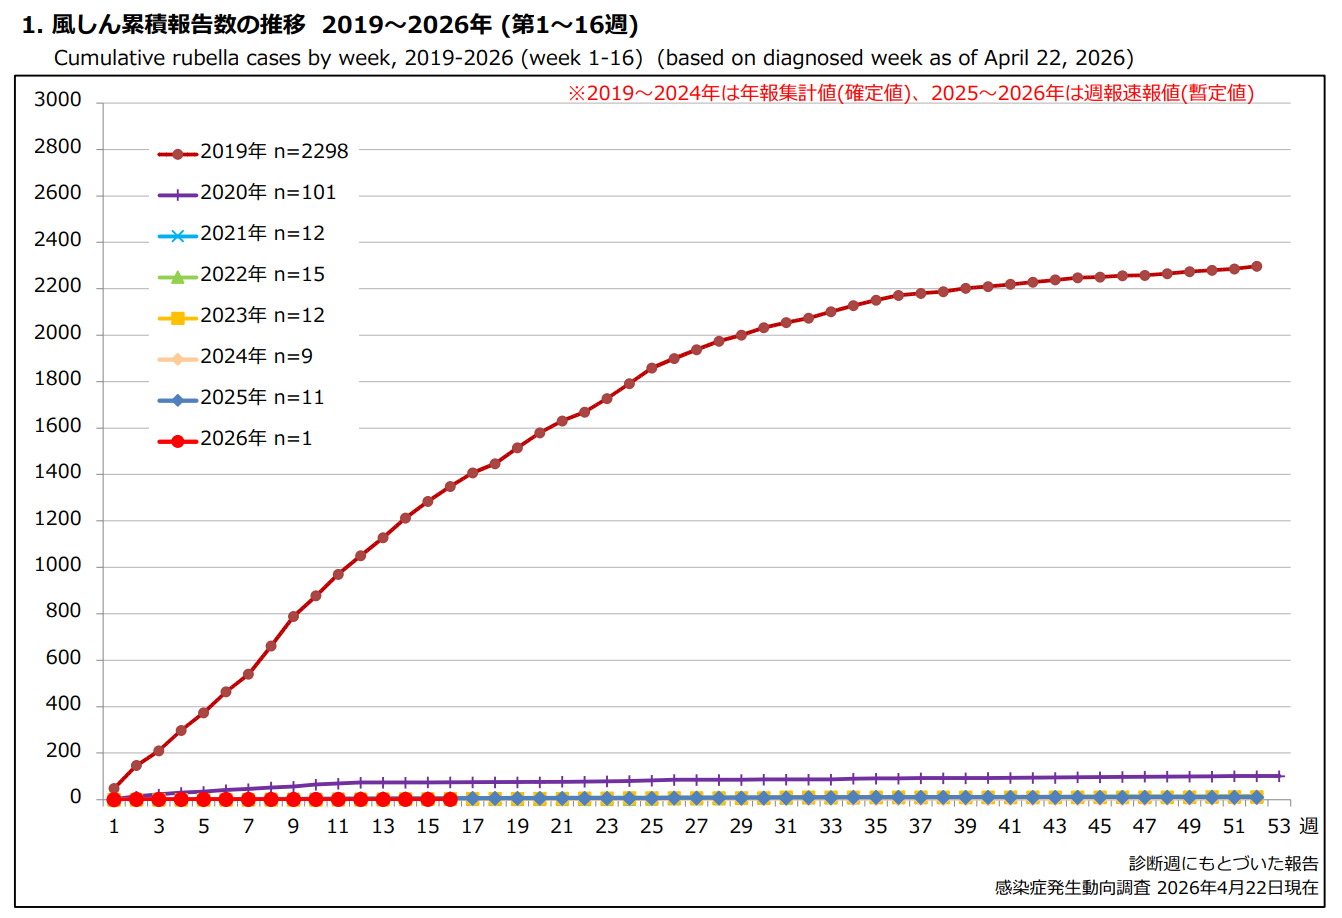 1. 風しん累積報告数の推移 2019～2026年 (第1～16週)
Cumulative rubella cases by week, 2019-2026 (week 1-16) (based on diagnosed week as of April 22, 2026)
※2019～2024年は年報集計値(確定値)、2025～2026年は週報速報値(暫定値)
3000
2800
2600
2400
2200
2000
1800
1600
1400
1200
1000
800
600
400
200
0
2019年 n=2298
2020年 n=101
2021年 n=12
2022年 n=15
2023年 n=12
2024年 n=9
2025年 n=11
2026年 n=1
1 3 5 7 9 11 13 15 17 19 21 23 25 27 29 31 33 35 37 39 41 43 45 47 49 51 53 週
診断週にもとづいた報告
感染症発生動向調査 2026年4月22日現在